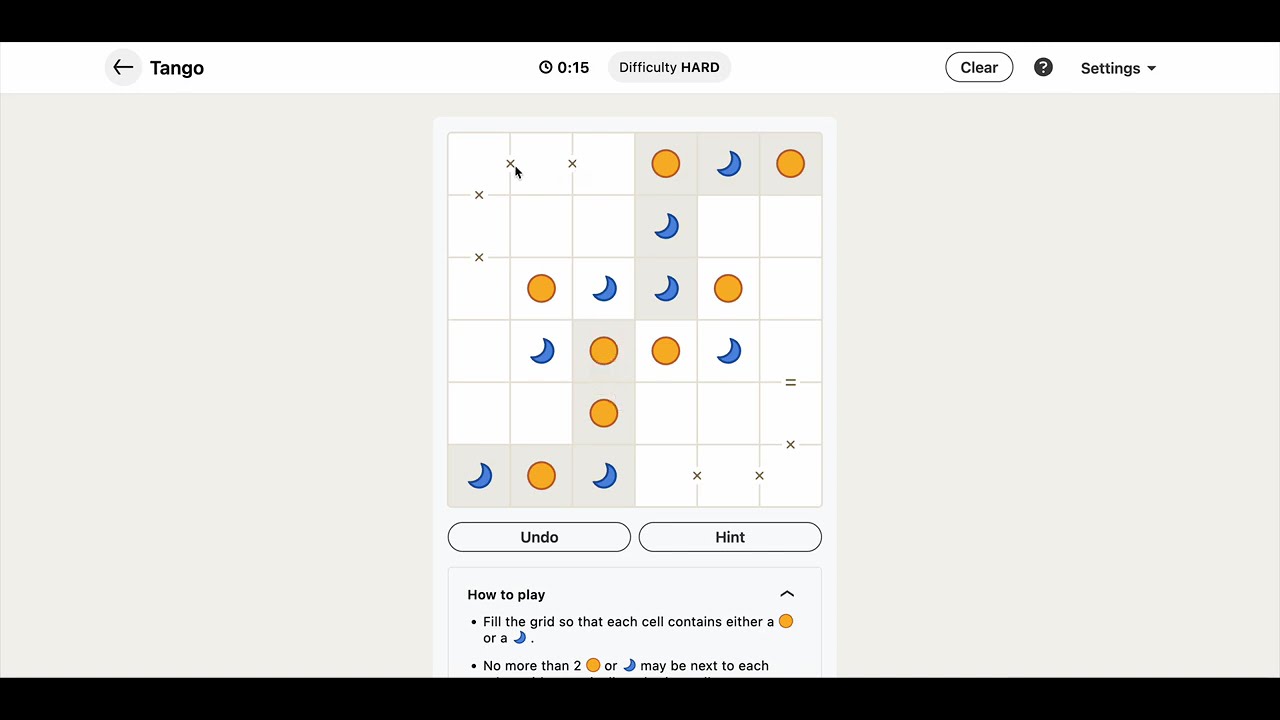 Tango
0:15
Difficulty HARD
Clear
?
Settings
× ×
×
×
=
×
× ×
Undo
Hint
How to play
• Fill the grid so that each cell contains either a
or a .
• No more than 2 or may be next to each